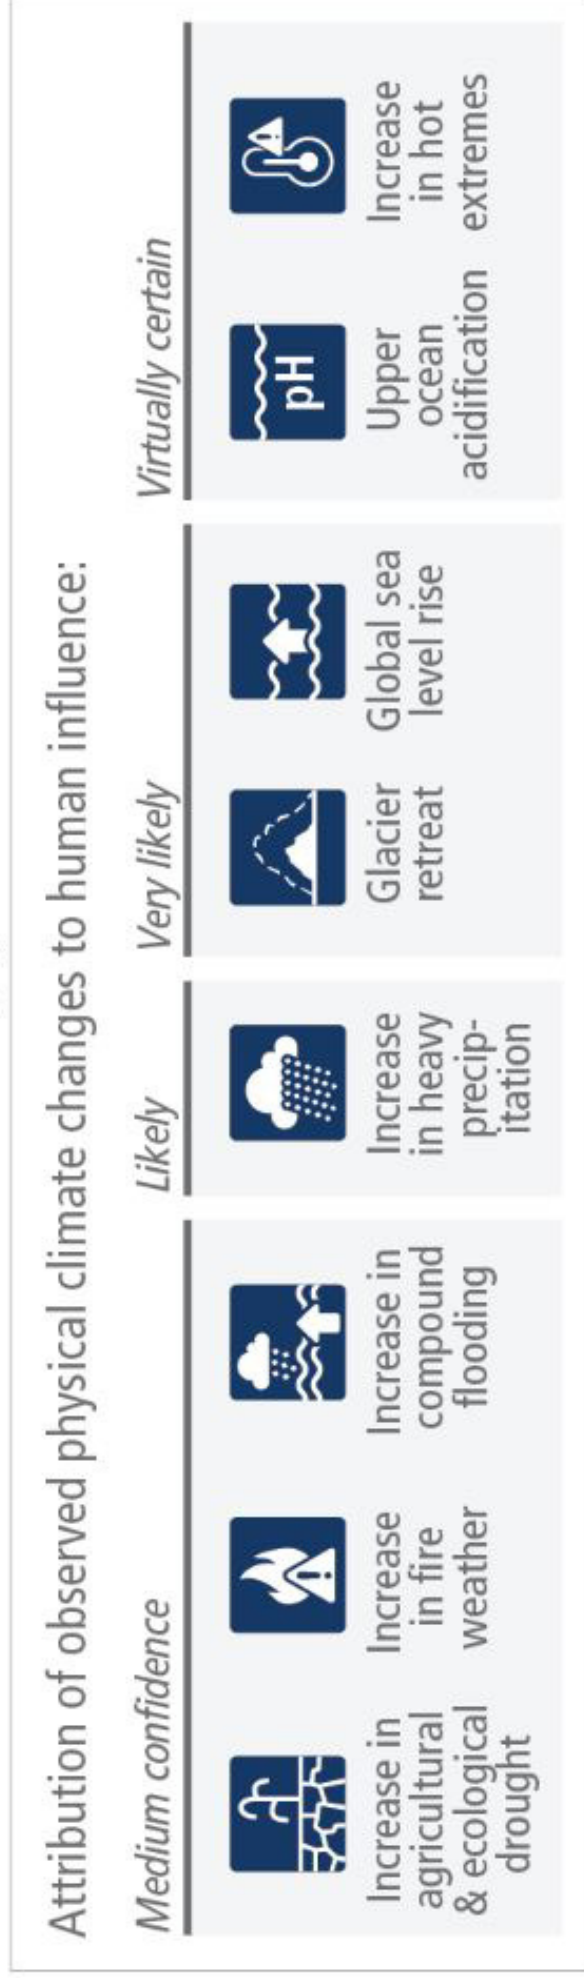 Attribution of observed physical climate changes to human influence:
Medium confidence
Increase in
agricultural
& ecological
drought
Increase
in fire
weather
Increase in
compound
flooding
Likely
Increase
in heavy
precip-
itation
Very likely
Glacier
retreat
Global sea
level rise
Virtually certain
pH
Upper
ocean
acidification
Increase
in hot
extremes